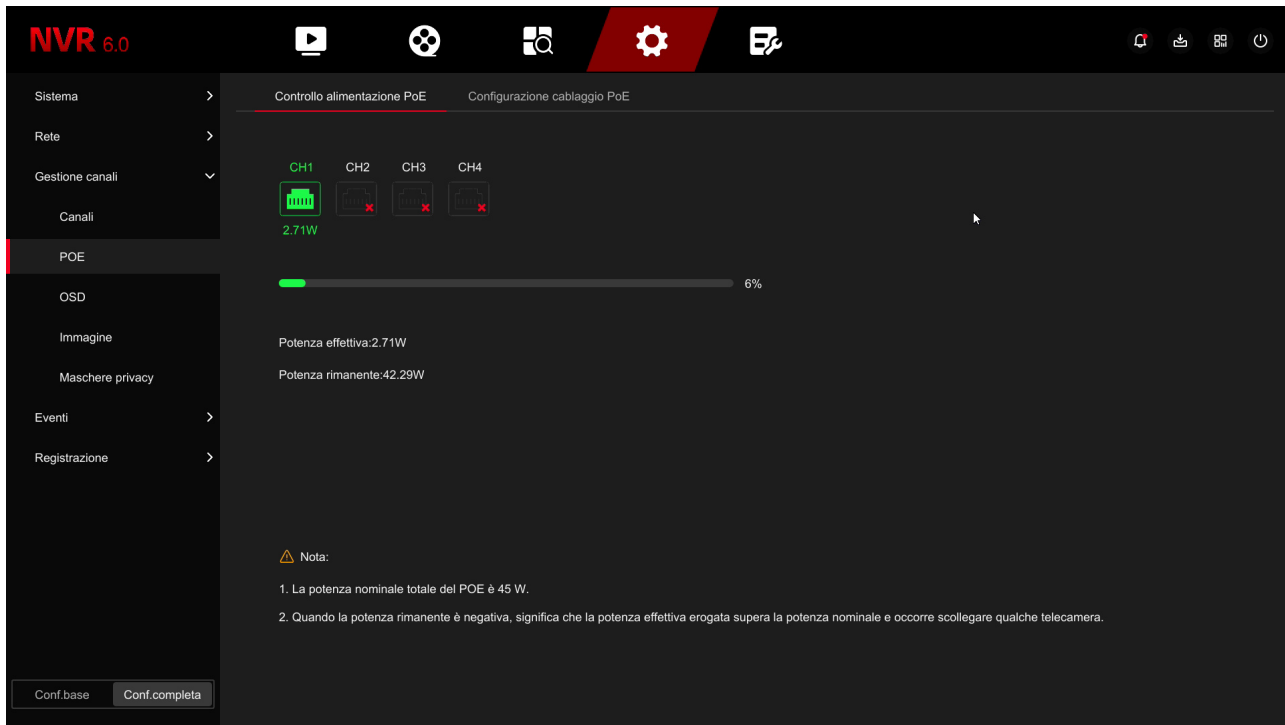 NVR 6.0
Sistema
Rete
Gestione canali
Canali
POE
OSD
Immagine
Maschere privacy
Eventi
Registrazione
Conf.base Conf.completa
Controllo alimentazione PoE Configurazione cablaggio PoE
CH1 CH2 CH3 CH4
2.71W
6%
Potenza effettiva:2.71W
Potenza rimanente:42.29W
Nota:
1. La potenza nominale totale del POE è 45 W.
2. Quando la potenza rimanente è negativa, significa che la potenza effettiva erogata supera la potenza nominale e occorre scollegare qualche telecamera.